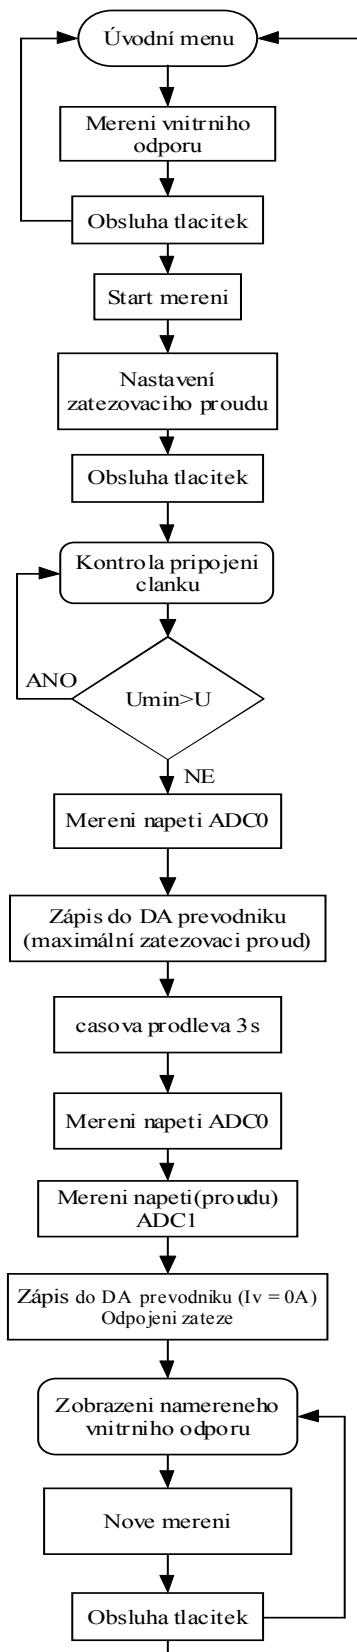 Úvodní menu
Mereni vnitrniho
odporu
Obsluha tlacitek
Start mereni
Nastavení
zatezovaciho proudu
Obsluha tlacitek
Kontrola pripojeni
clanku
ANO
Umin>U
NE
Mereni napeti ADC0
Zápis do DA prevodniku
(maximální zatezovaci proud)
casova prodleva 3s
Mereni napeti ADC0
Mereni napeti(proudu)
ADC1
Zápis do DA prevodniku (Iv = 0A)
Odpojeni zateze
Zobrazeni namereneho
vnitrniho odporu
Nove mereni
Obsluha tlacitek